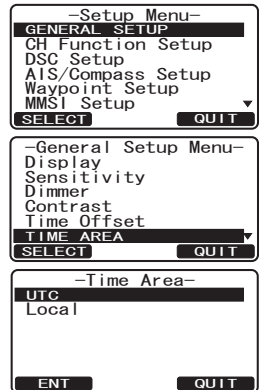 -Setup Menu-
GENERAL SETUP
CH Function Setup
DSC Setup
AIS/Compass Setup
Waypoint Setup
MMSI Setup
SELECT QUIT
-General Setup Menu-
Display
Sensitivity
Dimmer
Contrast
Time Offset
TIME AREA
SELECT QUIT
-Time Area-
UTC
Local
ENT QUIT